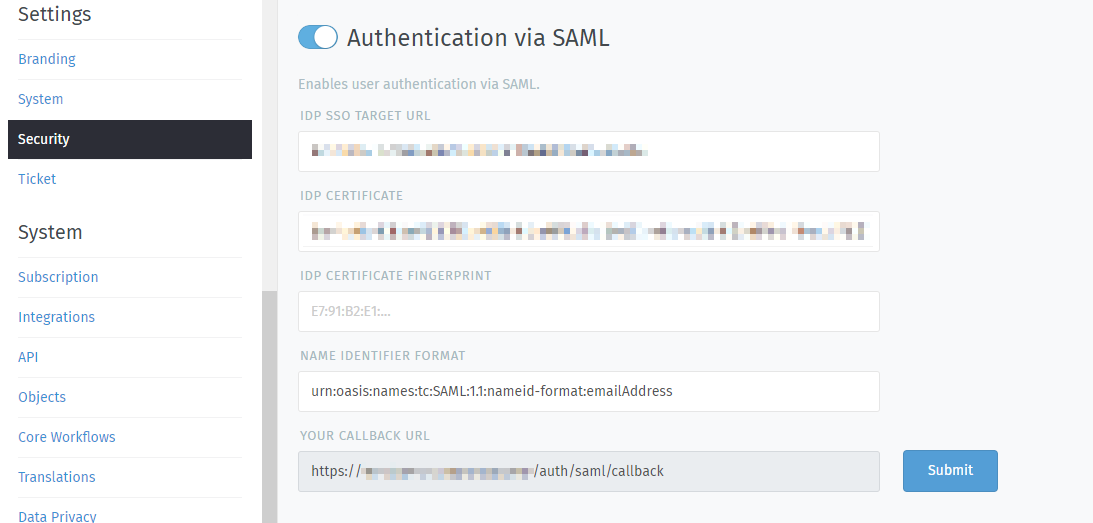 Settings
Branding
System
Security
Ticket
System
Subscription
Integrations
API
Objects
Core Workflows
Translations
Data Privacy
Authentication via SAML
Enables user authentication via SAML.
IDP SSO TARGET URL
IDP CERTIFICATE
IDP CERTIFICATE FINGERPRINT
E7:91:B2:E1:...
NAME IDENTIFIER FORMAT
urn:oasis:names:tc:SAML:1.1:nameid-format:emailAddress
YOUR CALLBACK URL
https:// /auth/saml/callback
Submit